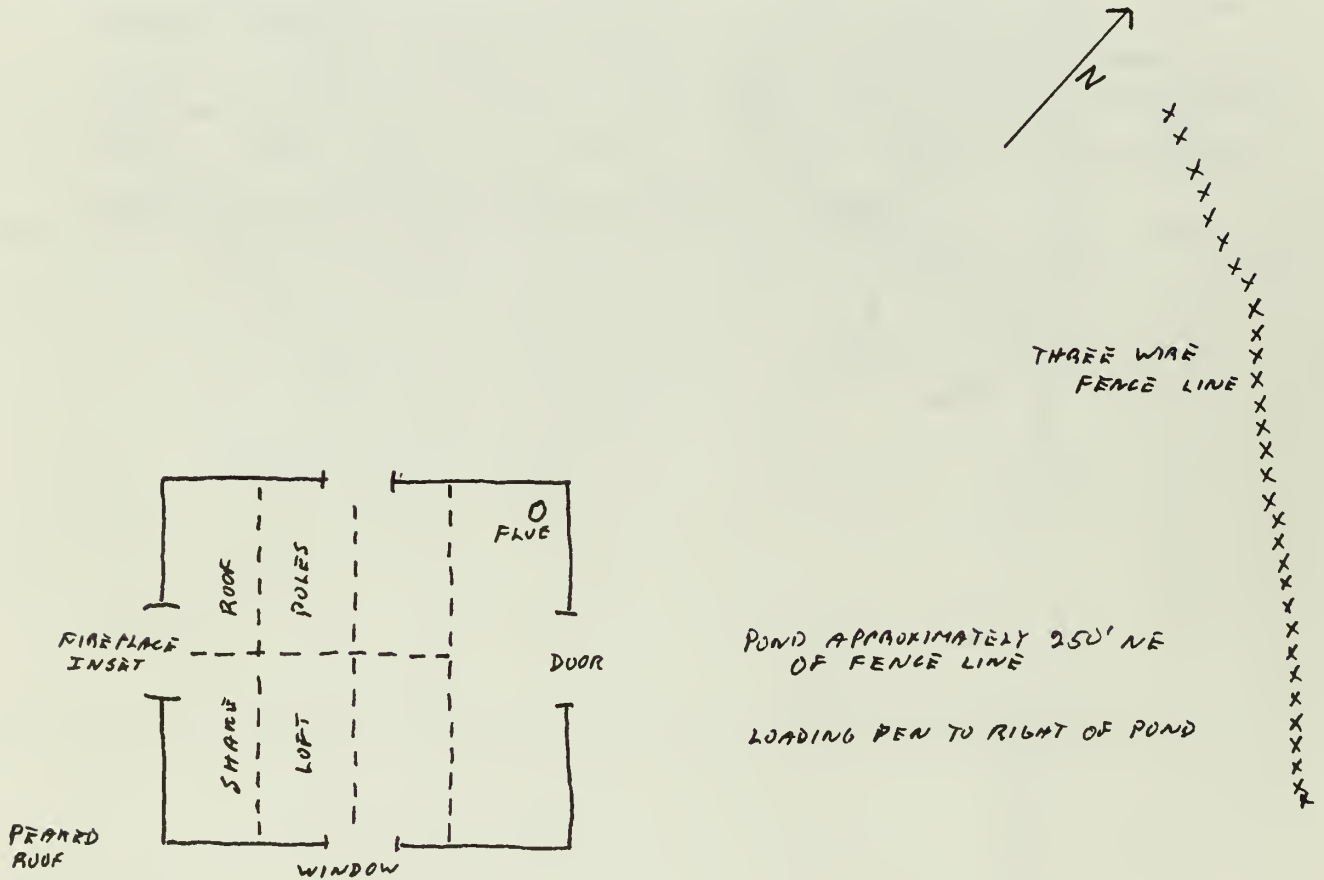 N
THREE WIRE
FENCE LINE
FLUE
SHAKE ROOF
LOFT POLES
FIREPLACE
INSET
DOOR
POND APPROXIMATELY 250' NE
OF FENCE LINE
LOADING PEN TO RIGHT OF POND
PEAKED
ROOF
WINDOW